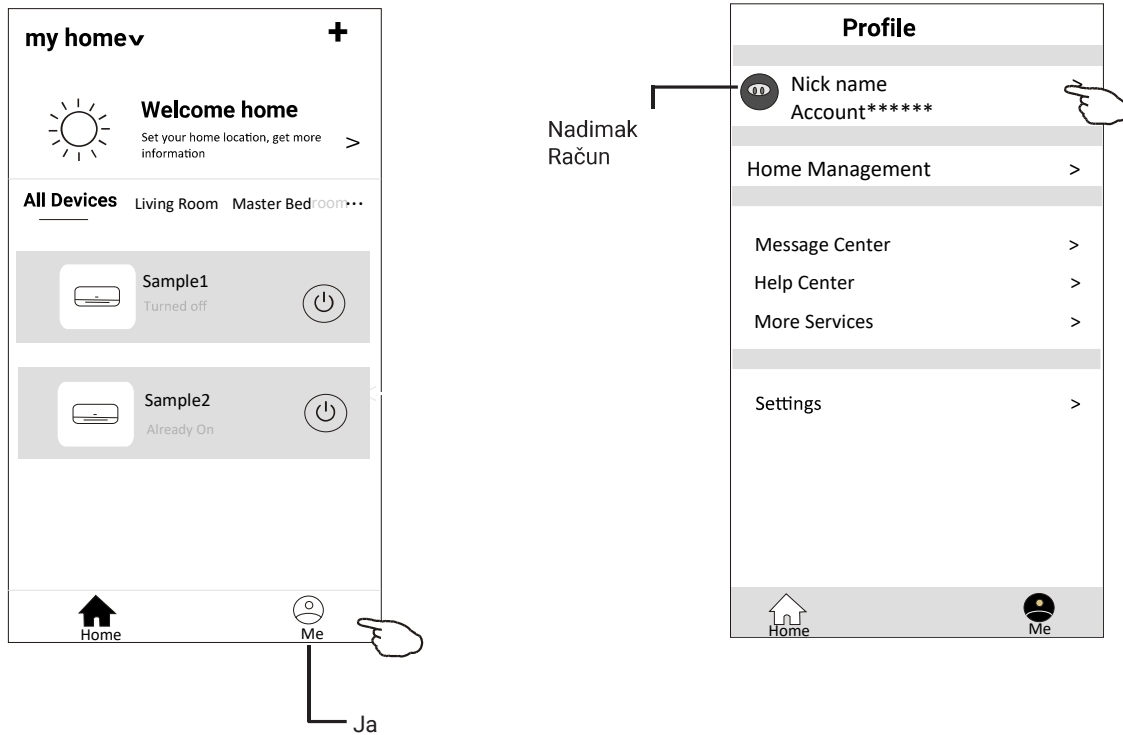 my home
Welcome home
Set your home location, get more
information
>
All Devices Living Room Master Bedroom...
Sample1
Turned off
Sample2
Already On
Home
Me
Ja
Nadimak
Račun
Profile
Nick name
Account******
Home Management >
Message Center >
Help Center >
More Services >
Settings >
Home
Me